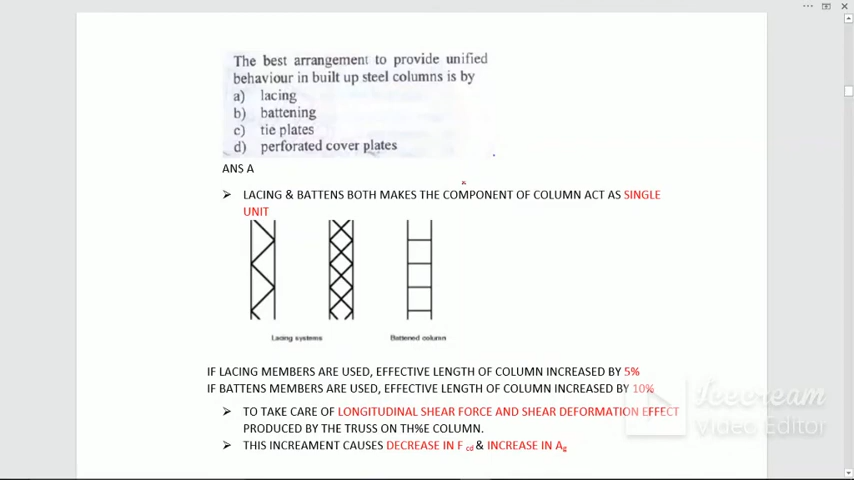 The best arrangement to provide unified
behaviour in built up steel columns is by
a) lacing
b) battening
c) tie plates
d) perforated cover plates
ANS A
➢ LACING & BATTENS BOTH MAKES THE COMPONENT OF COLUMN ACT AS SINGLE
UNIT
Lacing systems Battened column
IF LACING MEMBERS ARE USED, EFFECTIVE LENGTH OF COLUMN INCREASED BY 5%
IF BATTENS MEMBERS ARE USED, EFFECTIVE LENGTH OF COLUMN INCREASED BY 10%
➢ TO TAKE CARE OF LONGITUDINAL SHEAR FORCE AND SHEAR DEFORMATION EFFECT
PRODUCED BY THE TRUSS ON TH%E COLUMN.
➢ THIS INCREAMENT CAUSES DECREASE IN F cd & INCREASE IN Ag
Icecream
Video Editor